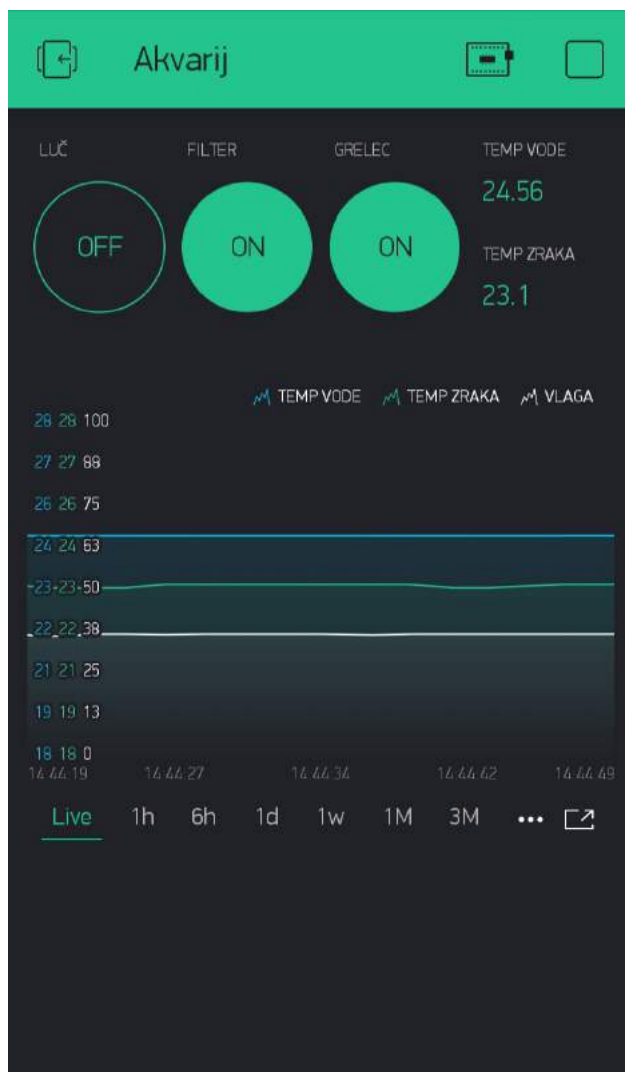 Akvarij
LUČ FILTER GRELEC TEMP VODE
24.56
OFF ON ON
TEMP ZRAKA
23.1
TEMP VODE TEMP ZRAKA VLAGA
28 28 100
27 27 88
26 26 75
24 24 63
23 23 50
22 22 38
21 21 25
19 19 13
18 18 0
14:44:19 14:44:27 14:44:34 14:44:42 14:44:49
Live 1h 6h 1d 1w 1M 3M •••